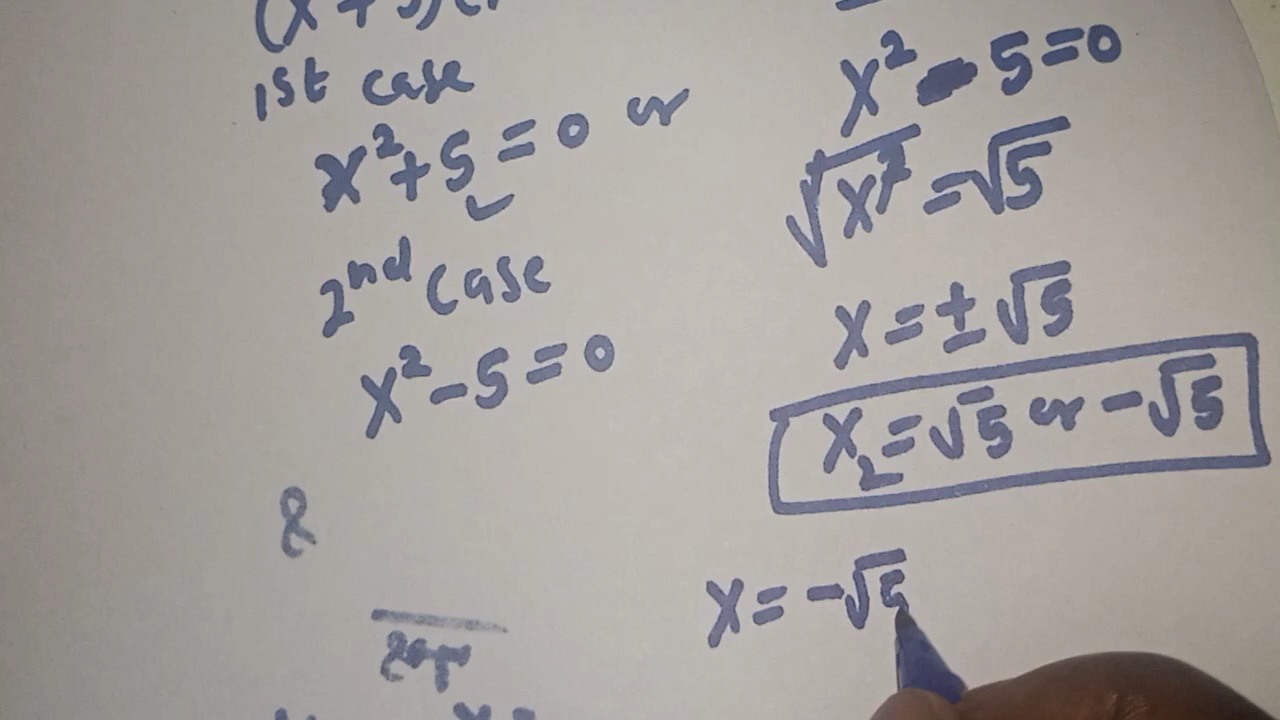 1st case
x²+5=0 or
2nd case
x²-5=0
&
x²-5=0
√x²=√5
x=±√5
x₂=√5 or -√5
x=-√5